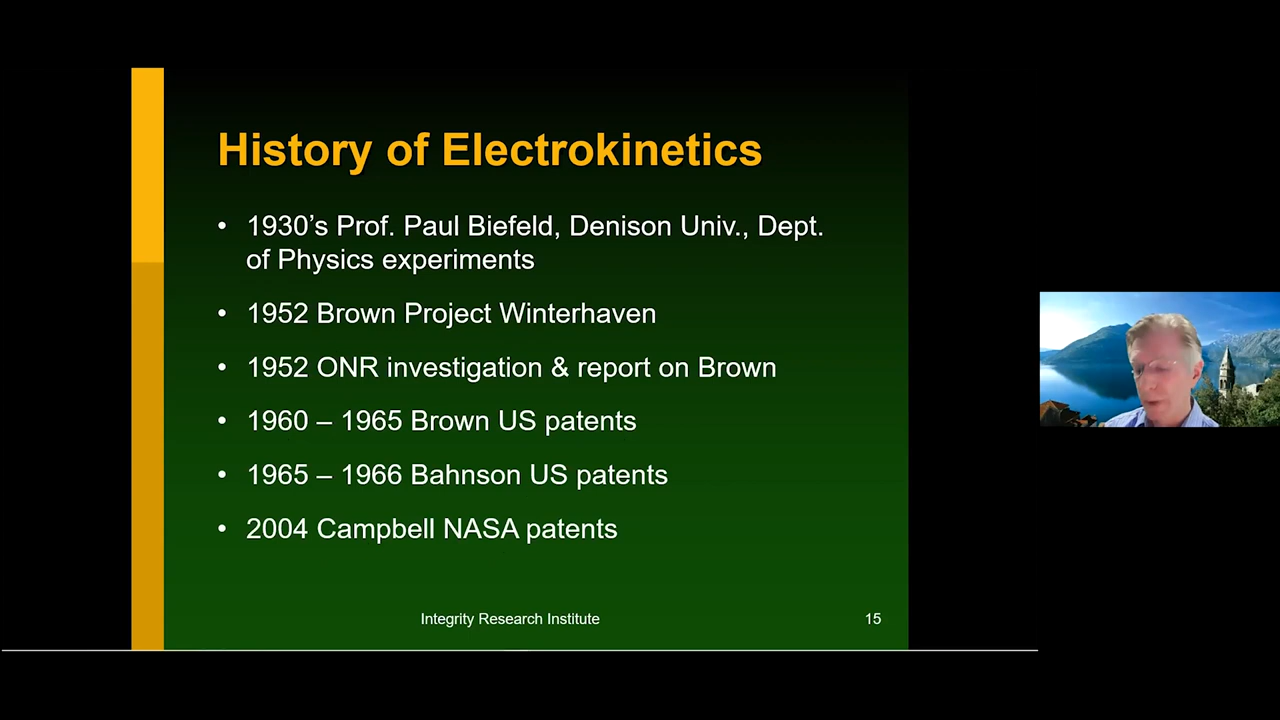 History of Electrokinetics
• 1930’s Prof. Paul Biefeld, Denison Univ., Dept.
of Physics experiments
• 1952 Brown Project Winterhaven
• 1952 ONR investigation & report on Brown
• 1960 – 1965 Brown US patents
• 1965 – 1966 Bahnson US patents
• 2004 Campbell NASA patents
Integrity Research Institute
15